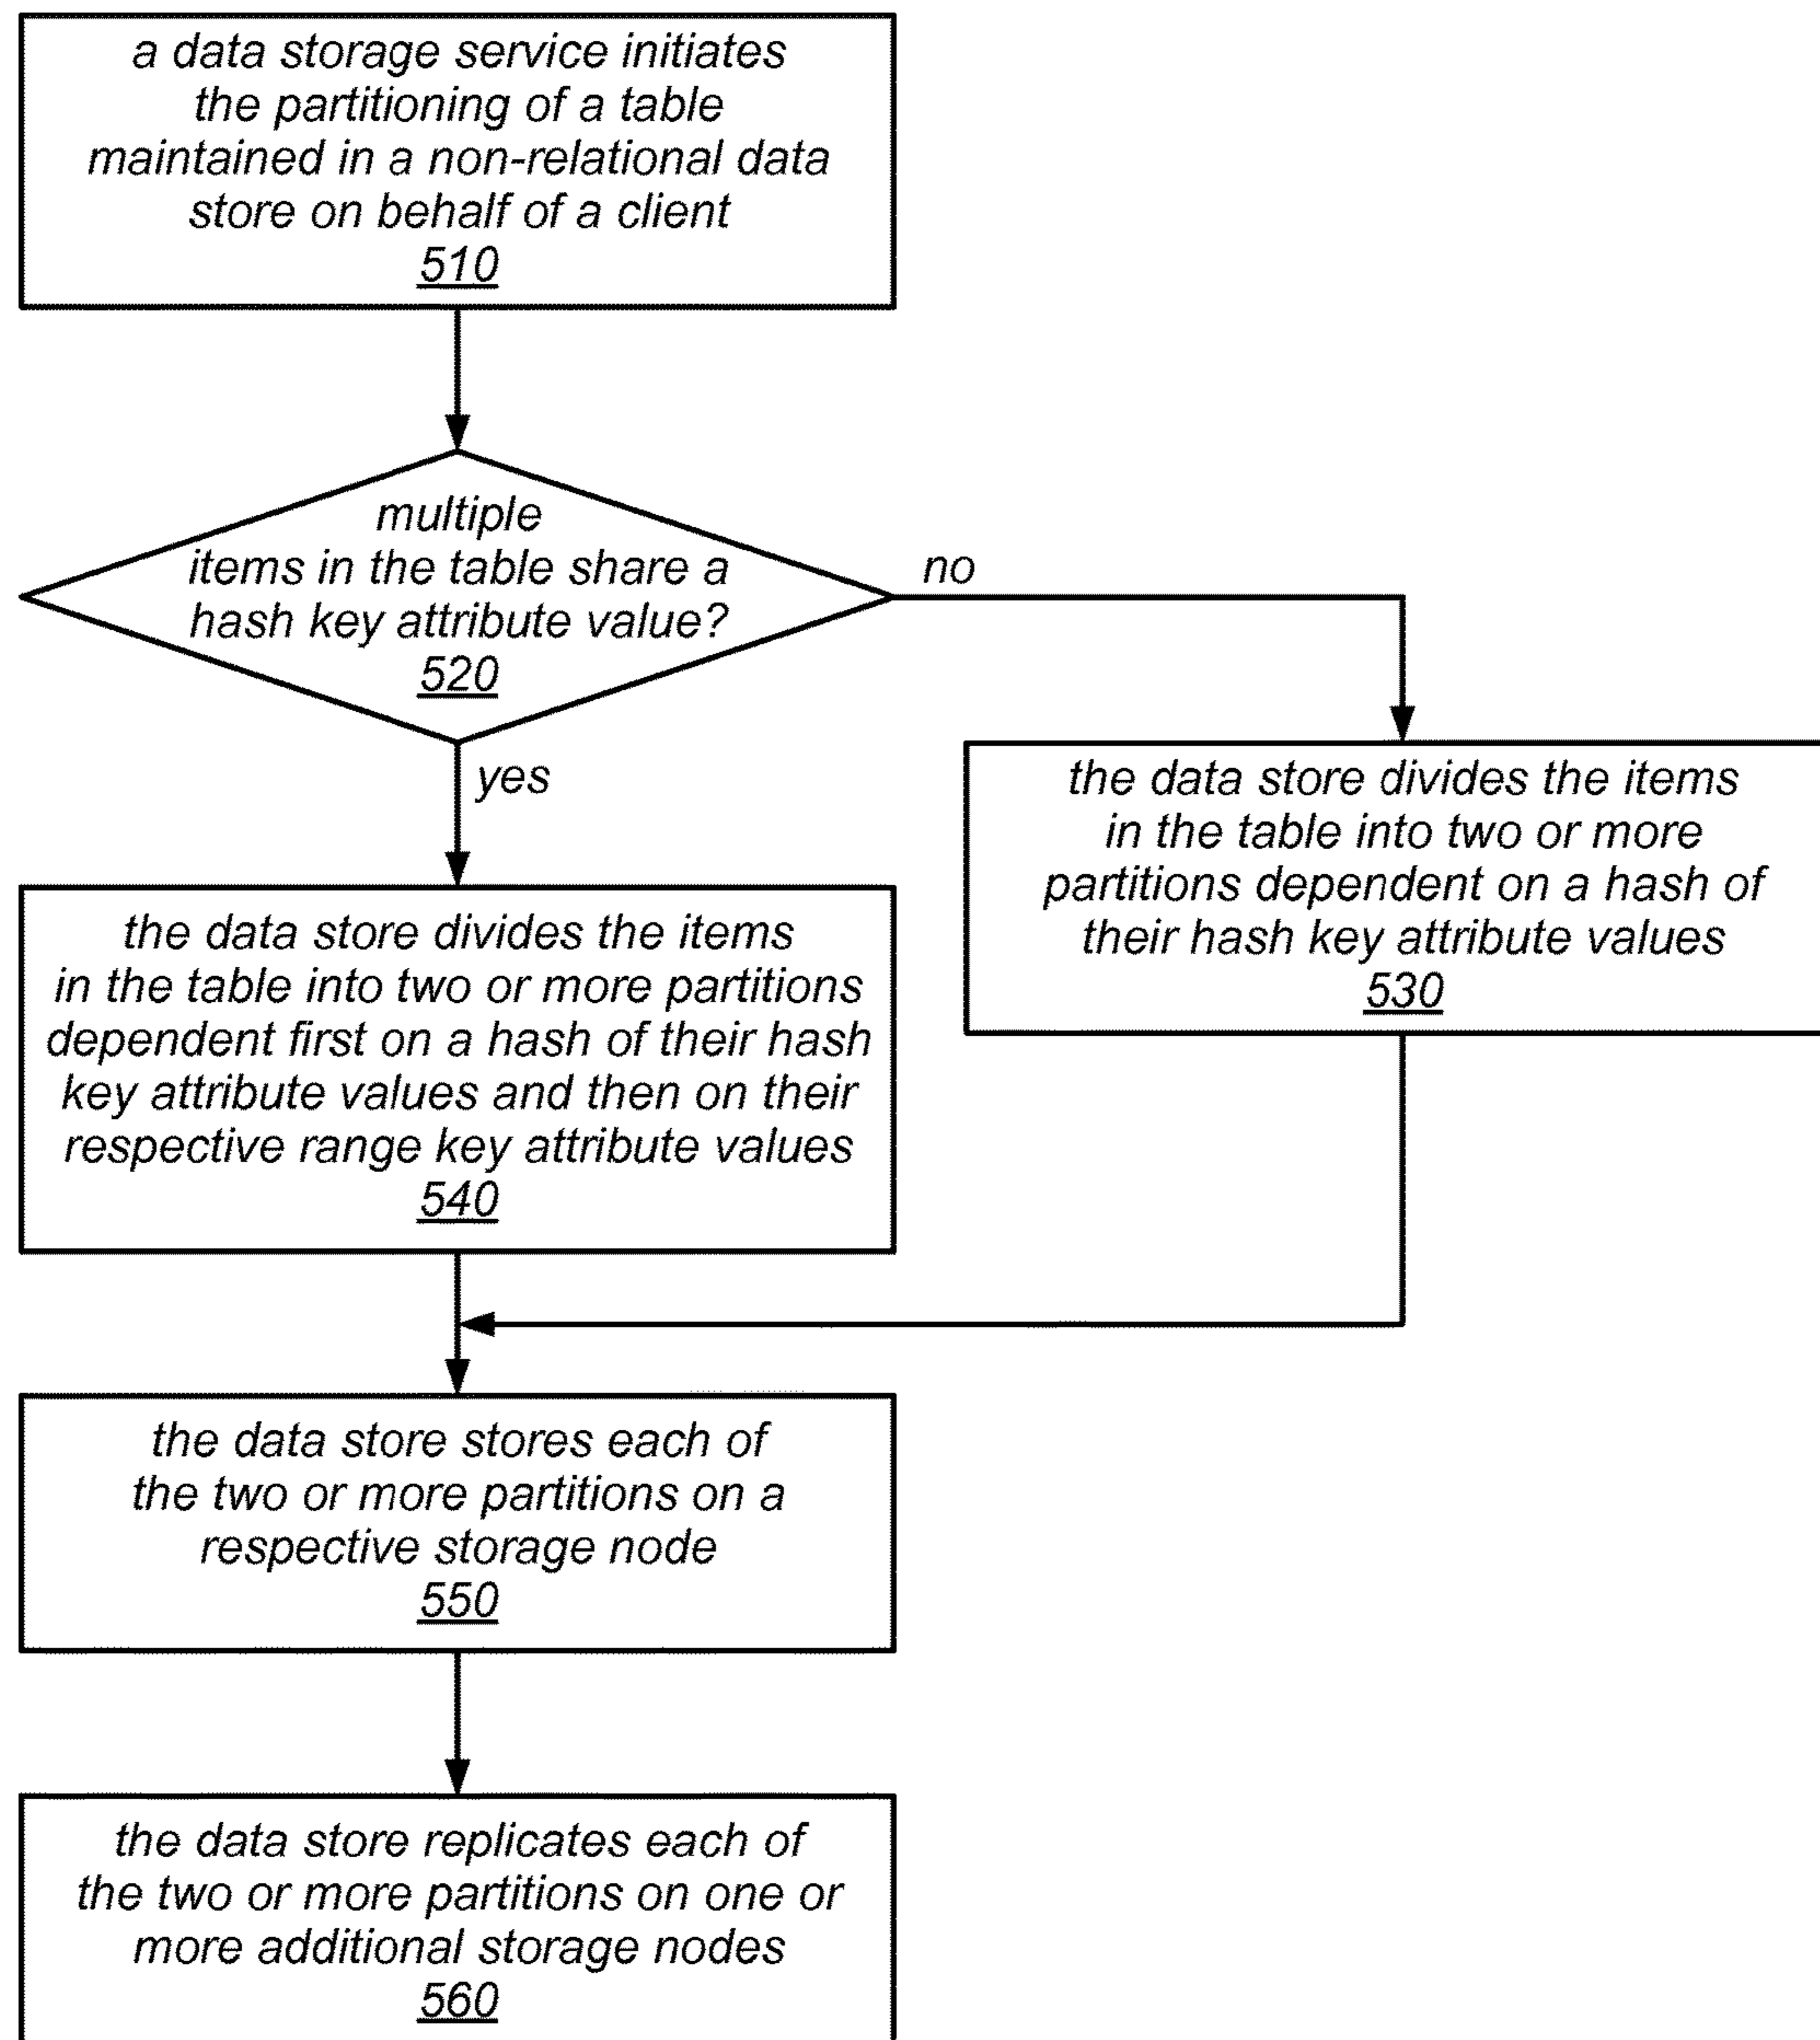 a data storage service initiates
the partitioning of a table
maintained in a non-relational data
store on behalf of a client
510
multiple
items in the table share a
hash key attribute value?
520
no
yes
the data store divides the items
in the table into two or more
partitions dependent on a hash of
their hash key attribute values
530
the data store divides the items
in the table into two or more partitions
dependent first on a hash of their hash
key attribute values and then on their
respective range key attribute values
540
the data store stores each of
the two or more partitions on a
respective storage node
550
the data store replicates each of
the two or more partitions on one or
more additional storage nodes
560